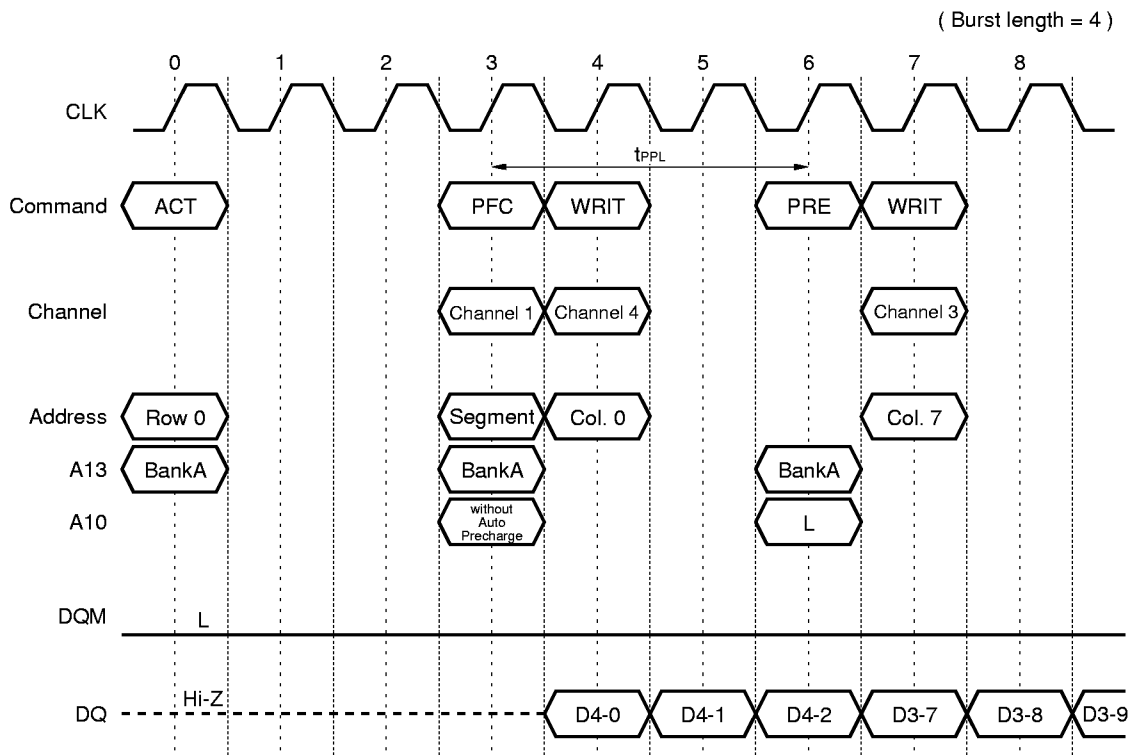 ( Burst length = 4 )
0 1 2 3 4 5 6 7 8
CLK
tPPL
Command ACT PFC WRIT PRE WRIT
Channel Channel 1 Channel 4 Channel 3
Address Row 0 Segment Col. 0 Col. 7
A13 BankA BankA BankA
A10 without Auto Precharge L
DQM L
Hi-Z
DQ D4-0 D4-1 D4-2 D3-7 D3-8 D3-9